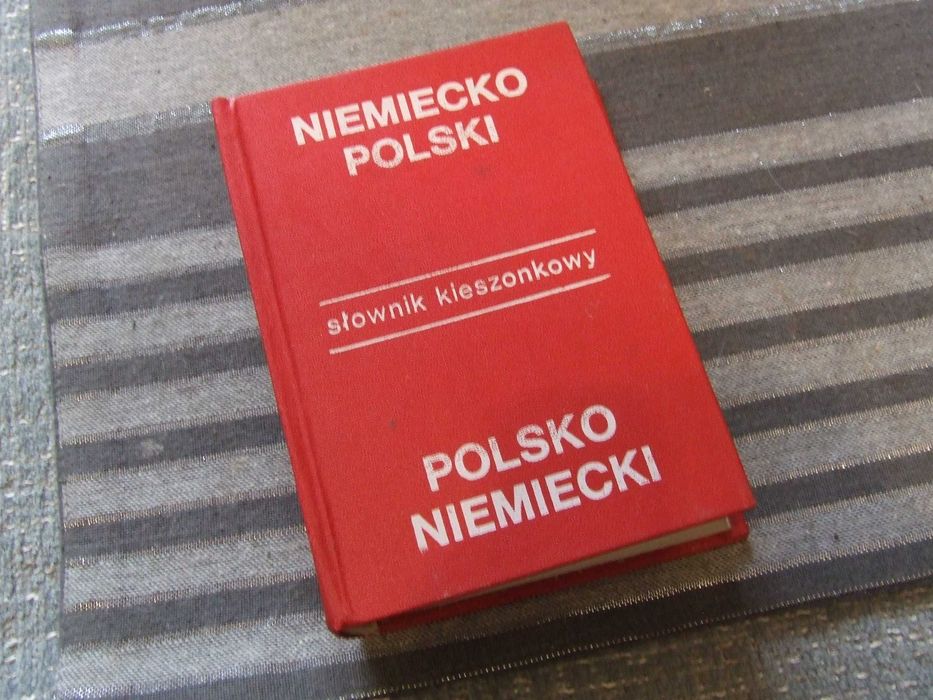 NIEMIECKO
POLSKI
słownik kieszonkowy
POLSKO
NIEMIECKI